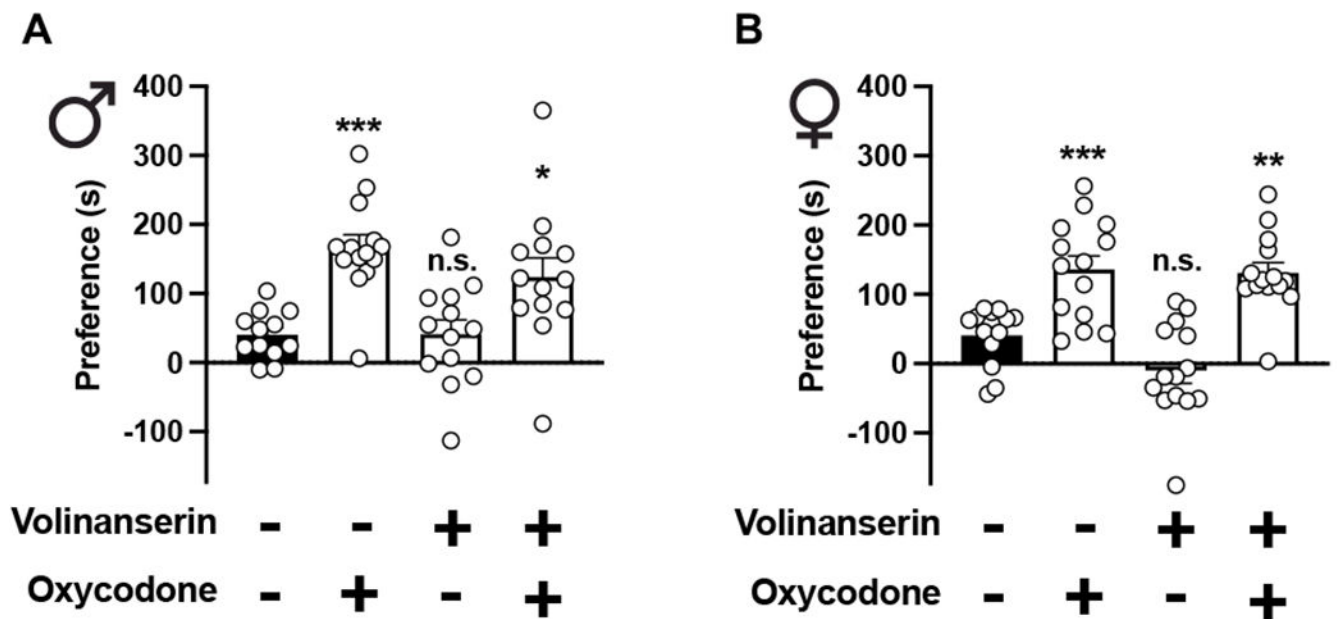 A
♂
Preference (s)
400
300
200
100
0
-100
***
n.s.
*
Volinanserin - - + +
Oxycodone - + - +
B
♀
Preference (s)
400
300
200
100
0
-100
***
n.s.
**
Volinanserin - - + +
Oxycodone - + - +